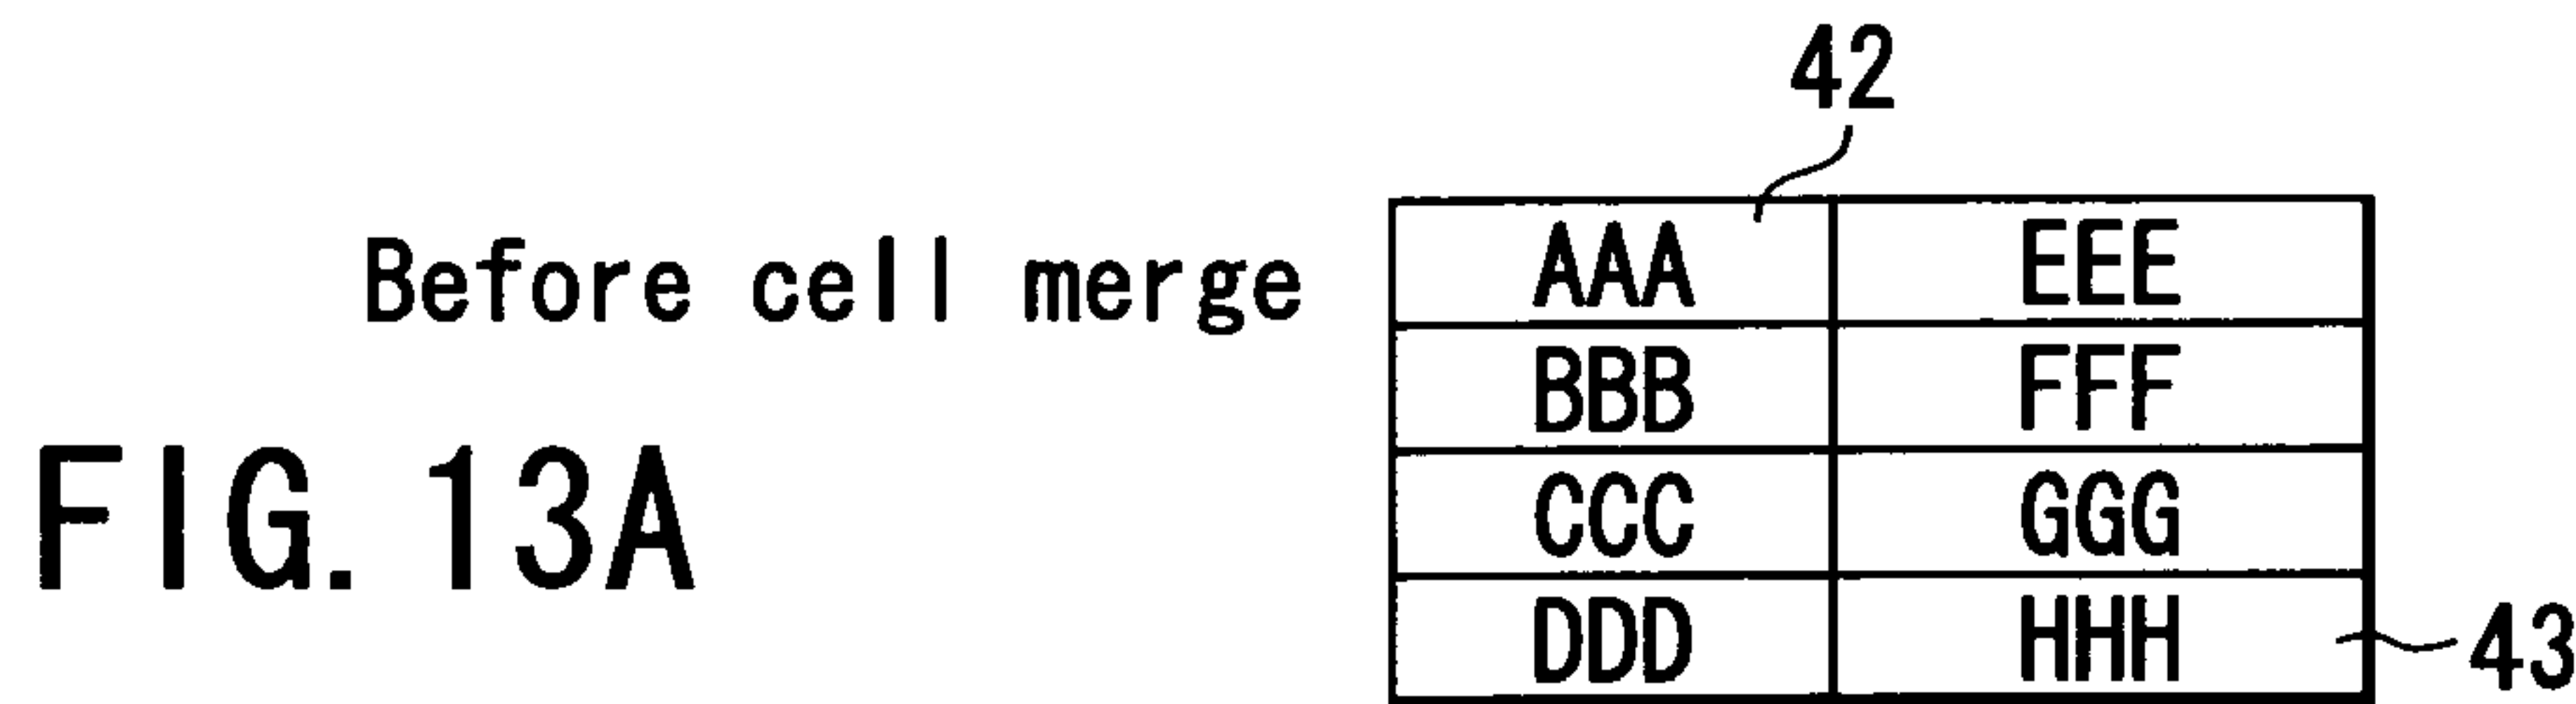 42
Before cell merge
AAA EEE
BBB FFF
CCC GGG
DDD HHH
43
FIG. 13A